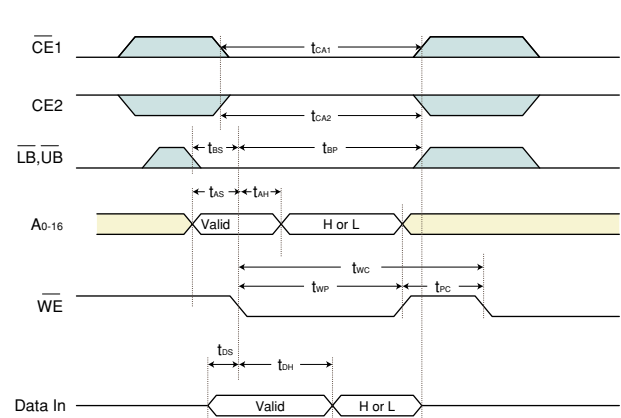 CE1
tCA1
CE2
tCA2
LB,UB
tBS
tBP
tAS
tAH
A0-16
Valid
H or L
tWC
WE
tWP
tPC
tDS
tDH
Data In
Valid
H or L